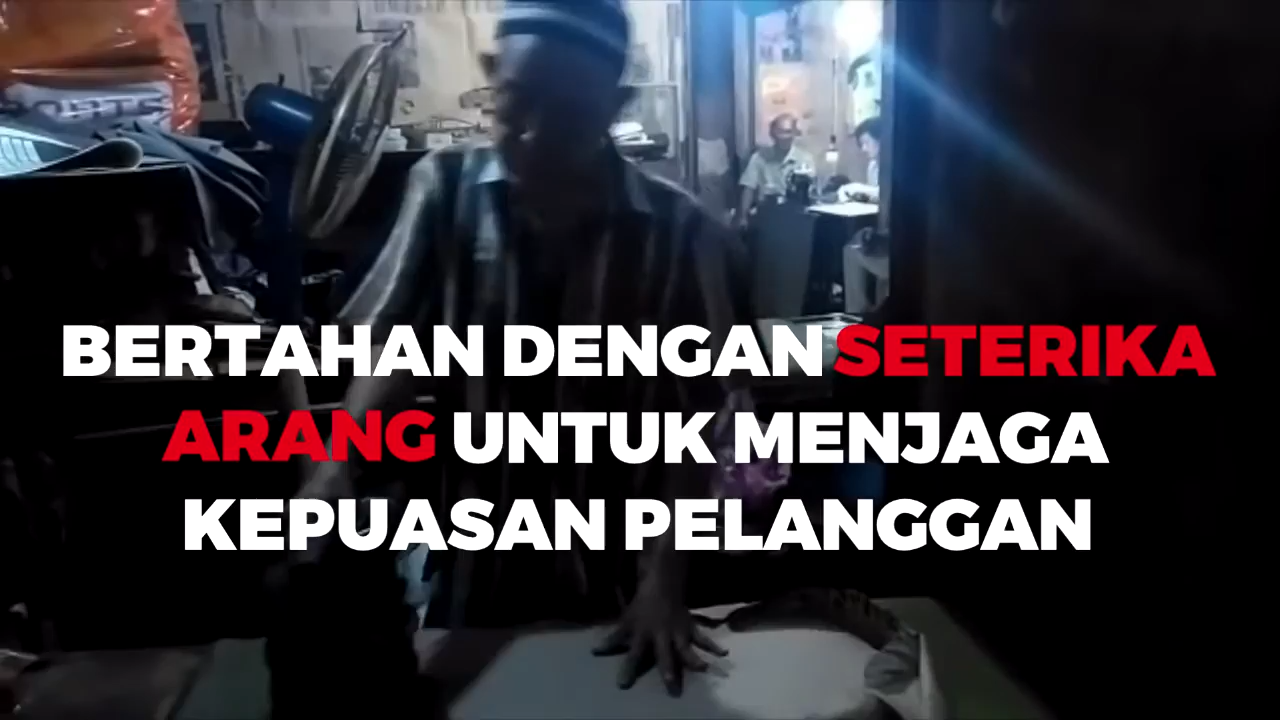 BERTAHAN DENGAN SETERIKA
ARANG UNTUK MENJAGA
KEPUASAN PELANGGAN